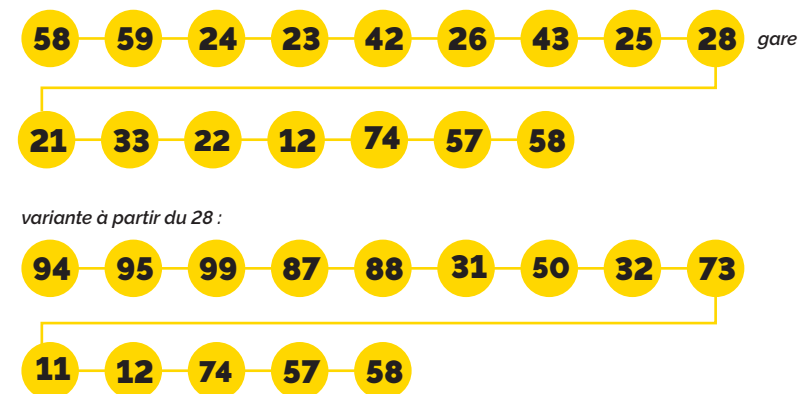 58 59 24 23 42 26 43 25 28 gare
21 33 22 12 74 57 58
variante à partir du 28 :
94 95 99 87 88 31 50 32 73
11 12 74 57 58